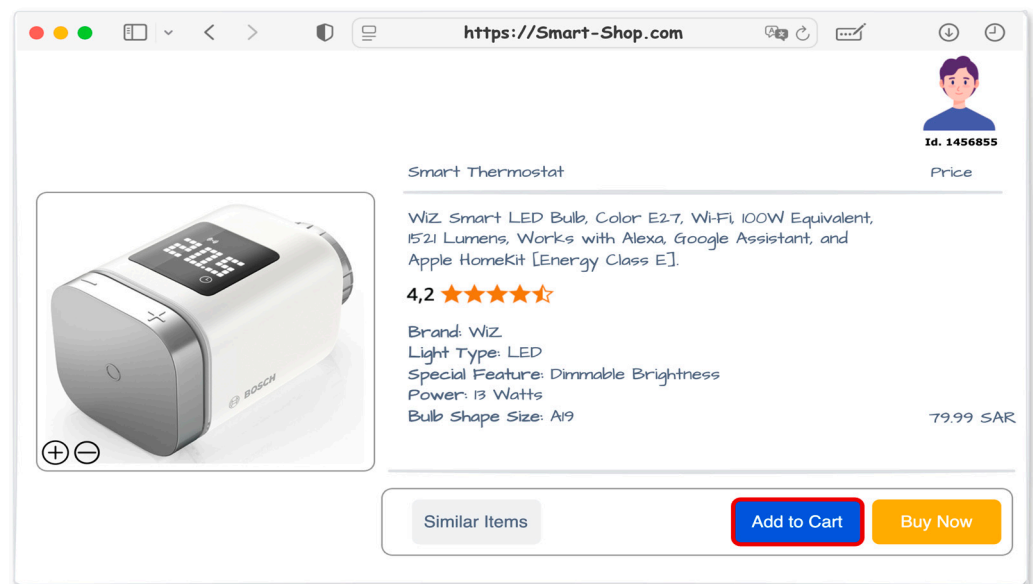 https://Smart-Shop.com
Id. 1456855
Smart Thermostat Price
WiZ Smart LED Bulb, Color E27, Wi-Fi, 100W Equivalent,
1521 Lumens, Works with Alexa, Google Assistant, and
Apple HomeKit [Energy Class E].
4,2
Brand: WiZ
Light Type: LED
Special Feature: Dimmable Brightness
Power: 13 Watts
Bulb Shape Size: A19 79.99 SAR
20.5
BOSCH
Similar Items Add to Cart Buy Now